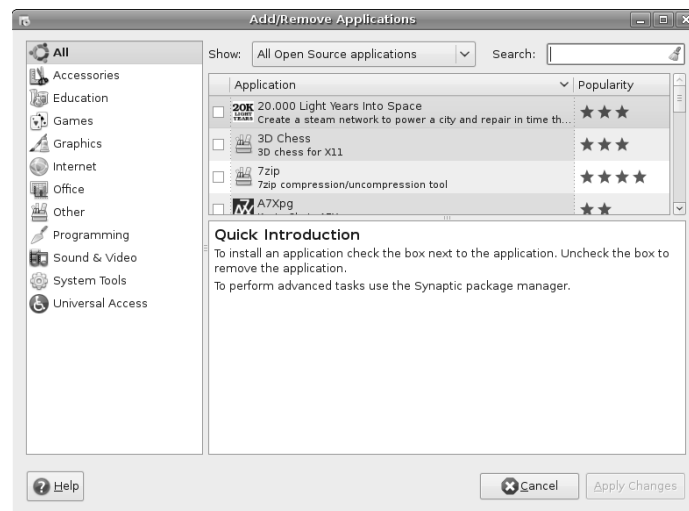 Add/Remove Applications
All
Accessories
Education
Games
Graphics
Internet
Office
Other
Programming
Sound & Video
System Tools
Universal Access
Show: All Open Source applications Search:
Application Popularity
20K LIGHT YEARS 20.000 Light Years Into Space
Create a steam network to power a city and repair in time th...
3D Chess
3D chess for X11
7zip
7zip compression/uncompression tool
A7Xpg
Quick Introduction
To install an application check the box next to the application. Uncheck the box to
remove the application.
To perform advanced tasks use the Synaptic package manager.
Help
Cancel
Apply Changes